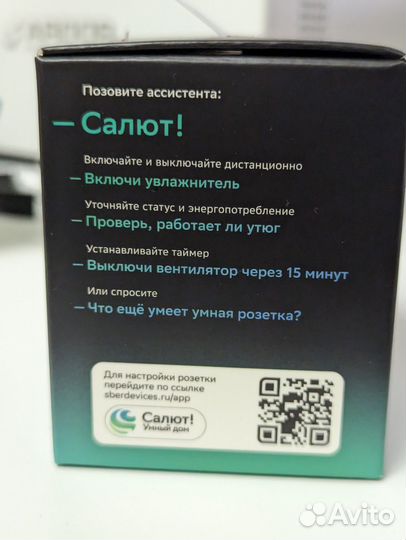 Позовите ассистента:
— Салют!
Включайте и выключайте дистанционно
— Включи увлажнитель
Уточняйте статус и энергопотребление
— Проверь, работает ли утюг
Устанавливайте таймер
— Выключи вентилятор через 15 минут
Или спросите
— Что ещё умеет умная розетка?
Для настройки розетки
перейдите по ссылке
sberdevices.ru/app
Салют!
Умный дом
Avito